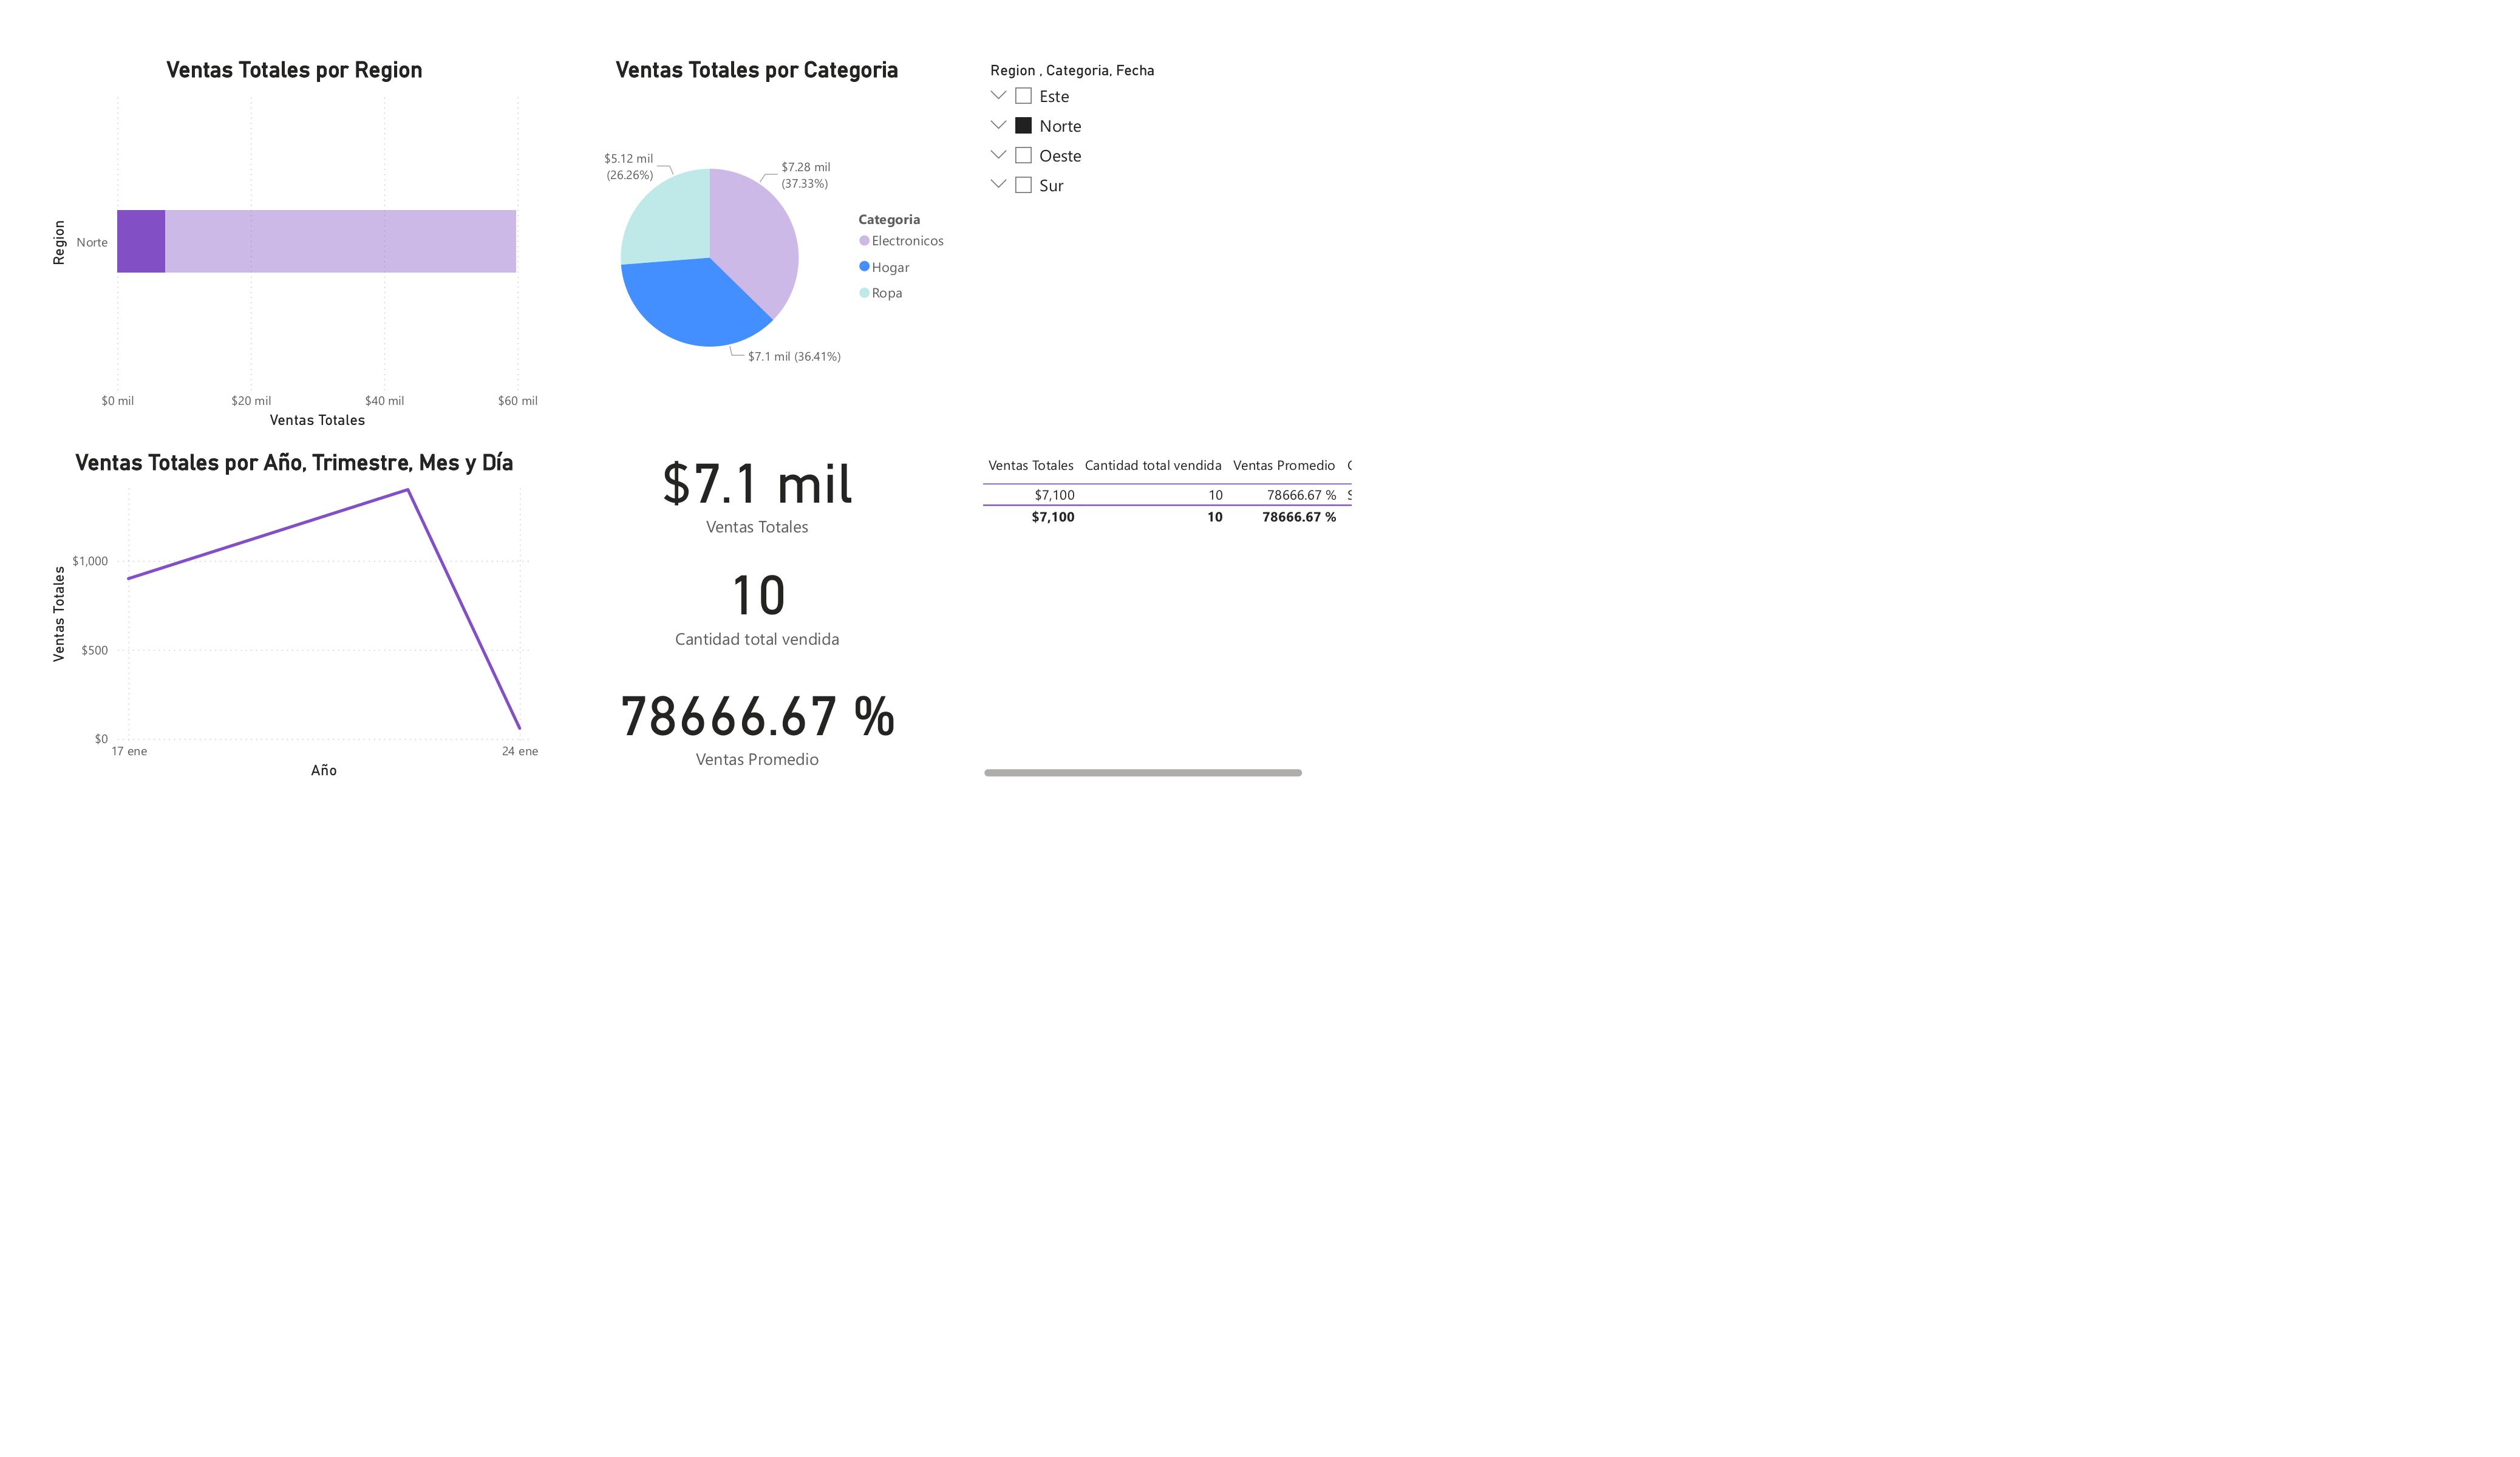 Ventas Totales por Region
Region
Norte
$0 mil
$20 mil
$40 mil
$60 mil
Ventas Totales
Ventas Totales por Categoria
$5.12 mil
(26.26%)
$7.28 mil
(37.33%)
$7.1 mil (36.41%)
Categoria
Electronicos
Hogar
Ropa
Region , Categoria, Fecha
Este
Norte
Oeste
Sur
Ventas Totales por Año, Trimestre, Mes y Día
Ventas Totales
$1,000
$500
$0
17 ene
24 ene
Año
$7.1 mil
Ventas Totales
10
Cantidad total vendida
78666.67 %
Ventas Promedio
Ventas Totales Cantidad total vendida Ventas Promedio
$7,100 10 78666.67 %
$7,100 10 78666.67 %